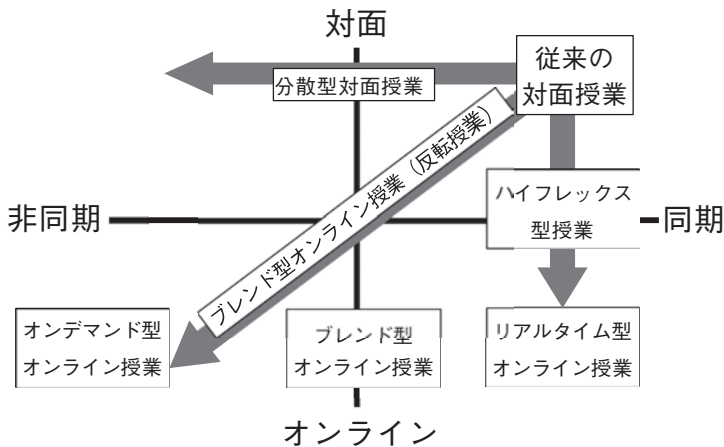 対面
従来の
対面授業
分散型対面授業
ブレンド型オンライン授業（反転授業）
ハイフレックス
型授業
非同期
同期
オンデマンド型
オンライン授業
ブレンド型
オンライン授業
リアルタイム型
オンライン授業
オンライン